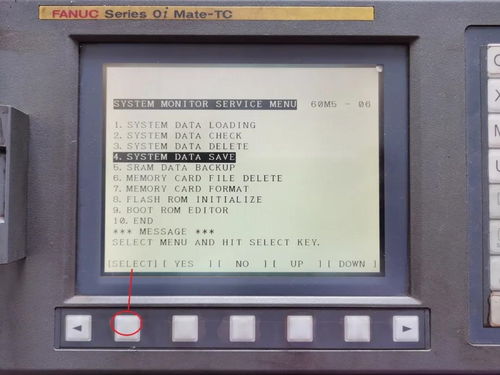 FANUC Series 0i Mate-TC
SYSTEM MONITOR SERVICE MENU 60M5 - 06
1. SYSTEM DATA LOADING
2. SYSTEM DATA CHECK
3. SYSTEM DATA DELETE
4. SYSTEM DATA SAVE
5. SRAM DATA BACKUP
6. MEMORY CARD FILE DELETE
7. MEMORY CARD FORMAT
8. FLASH ROM INITIALIZE
9. BOOT ROM EDITOR
10. END
*** MESSAGE ***
SELECT MENU AND HIT SELECT KEY.
[SELECT][ YES ][ NO ][ UP ][ DOWN ]